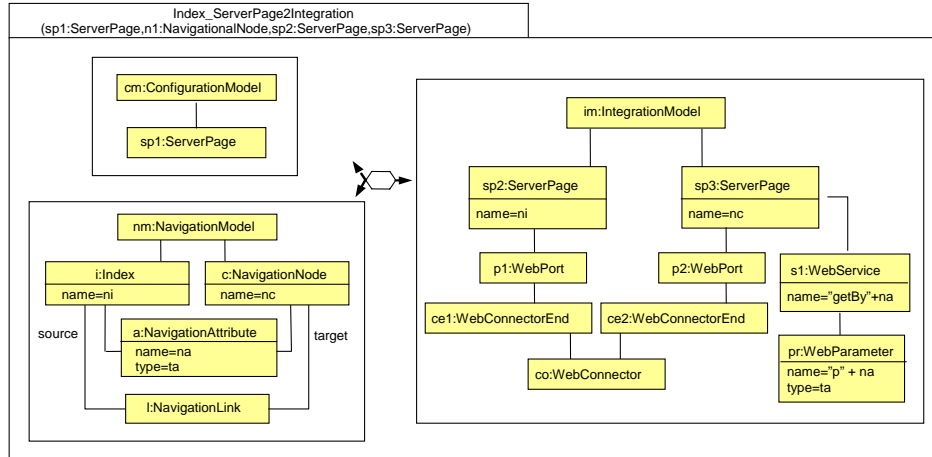 Index_ServerPage2Integration
(sp1:ServerPage,n1:NavigationalNode,sp2:ServerPage,sp3:ServerPage)
cm:ConfigurationModel
sp1:ServerPage
nm:NavigationModel
i:Index
name=ni
c:NavigationNode
name=nc
source
a:NavigationAttribute
name=na
type=ta
target
l:NavigationLink
im:IntegrationModel
sp2:ServerPage
name=ni
sp3:ServerPage
name=nc
p1:WebPort
p2:WebPort
s1:WebService
name="getBy"+na
ce1:WebConnectorEnd
ce2:WebConnectorEnd
co:WebConnector
pr:WebParameter
name="p" + na
type=ta